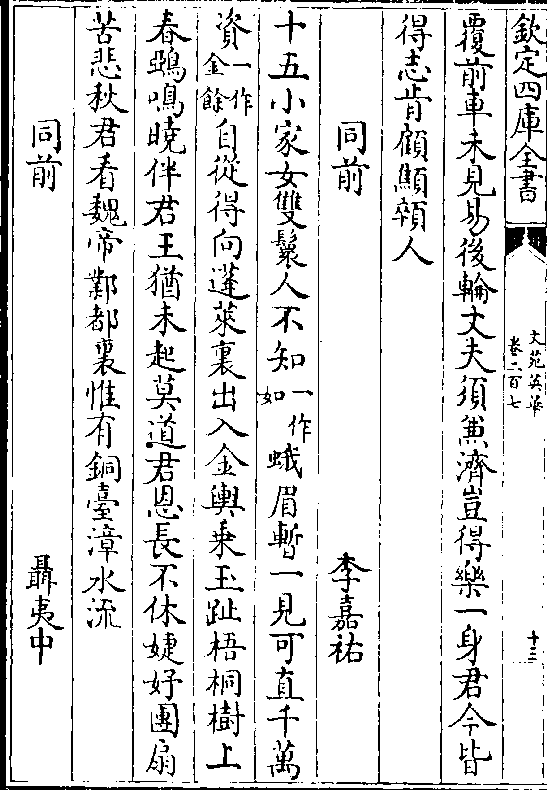 欽定四庫全書
文苑英華
卷二百七
十三
覆前車未見易後輪丈夫須兼濟豈得樂一身君今皆
得志肯顧顦顇人
同前
李嘉祐
十五小家女雙鬟人不知一作如蛾眉暫一見可直千萬
資一作金餘自從得向蓬萊裏出入金輿乗玉趾梧桐樹上
春鵶鳴曉伴君王猶未起莫道君恩長不休婕妤團扇
苦悲秋君看魏帝鄴都裏惟有銅臺漳水流
同前
聶夷中